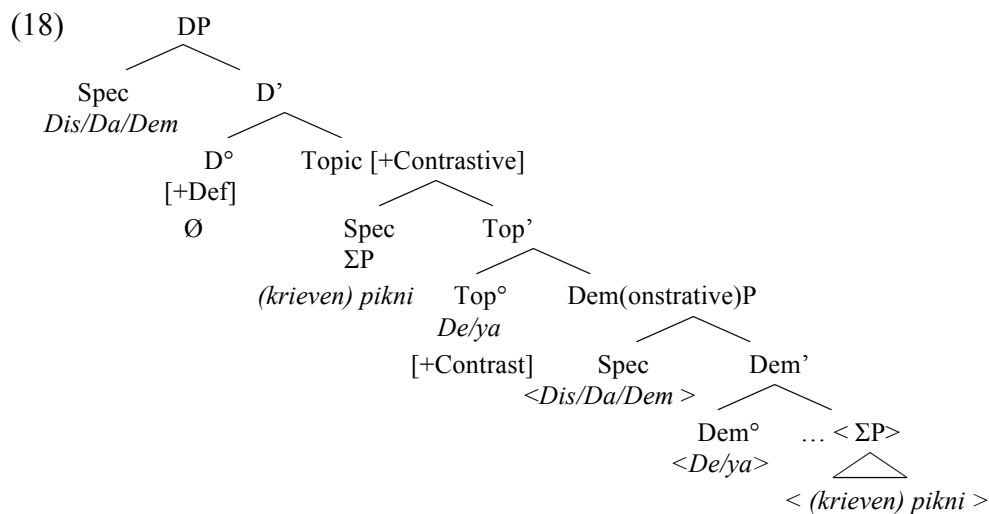 (18) DP
Spec D’
Dis/Da/Dem
D° Topic [+Contrastive]
[+Def]
Ø Spec Top’
ΣP
(krieven) pikni Top° Dem(onstrative)P
De/ya
[+Contrast] Spec Dem’
<Dis/Da/Dem >
Dem° … < ΣP>
<De/ya>
< (krieven) pikni >